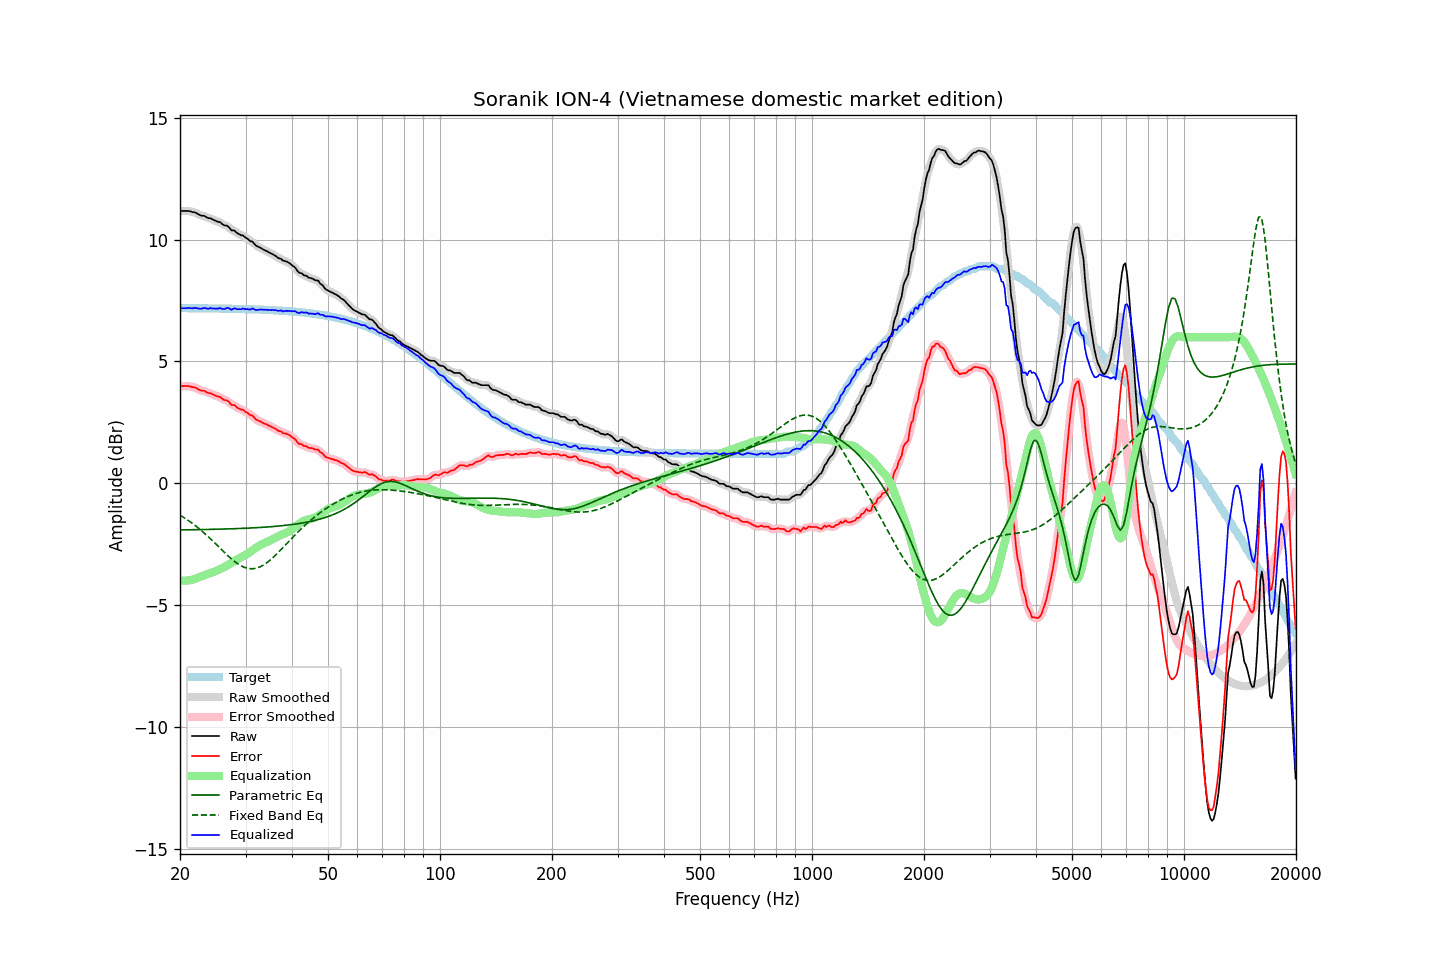 Soranik ION-4 (Vietnamese domestic market edition)
Amplitude (dBr)
15
10
5
0
−5
−10
−15
Target
Raw Smoothed
Error Smoothed
Raw
Error
Equalization
Parametric Eq
Fixed Band Eq
Equalized
20
50
100
200
500
1000
2000
5000
10000
20000
Frequency (Hz)